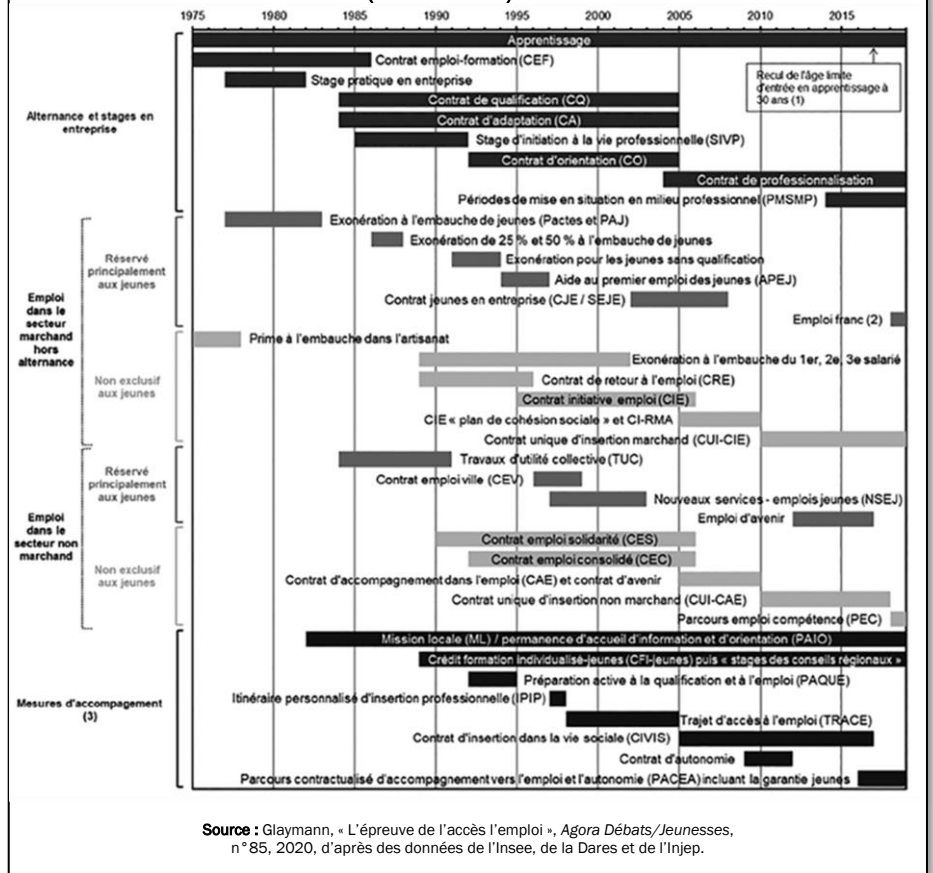 1975 1980 1985 1990 1995 2000 2005 2010 2015
Apprentissage
Recul de l'âge limite
d'entrée en apprentissage à
30 ans (1)
Alternance et stages en
entreprise
Contrat emploi-formation (CEF)
Stage pratique en entreprise
Contrat de qualification (CQ)
Contrat d'adaptation (CA)
Stage d'initiation à la vie professionnelle (SIVP)
Contrat d'orientation (CO)
Contrat de professionnalisation
Périodes de mise en situation en milieu professionnel (PMSMP)
Emploi
dans le
secteur
marchand
hors
alternance
Réservé
principalement
aux jeunes
Exonération à l'embauche de jeunes (Pactes et PAJ)
Exonération de 25 % et 50 % à l'embauche de jeunes
Exonération pour les jeunes sans qualification
Aide au premier emploi des jeunes (APEJ)
Contrat jeunes en entreprise (CJE / SEJE)
Emploi franc (2)
Non exclusif
aux jeunes
Prime à l'embauche dans l'artisanat
Exonération à l'embauche du 1er, 2e, 3e salarié
Contrat de retour à l'emploi (CRE)
Contrat initiative emploi (CIE)
CIE « plan de cohésion sociale » et CI-RMA
Contrat unique d'insertion marchand (CUI-CIE)
Emploi
dans le
secteur non
marchand
Réservé
principalement
aux jeunes
Travaux d'utilité collective (TUC)
Contrat emploi ville (CEV)
Nouveaux services - emplois jeunes (NSEJ)
Emploi d'avenir
Non exclusif
aux jeunes
Contrat emploi solidarité (CES)
Contrat emploi consolidé (CEC)
Contrat d'accompagnement dans l'emploi (CAE) et contrat d'avenir
Contrat unique d'insertion non marchand (CUI-CAE)
Parcours emploi compétence (PEC)
Mesures d'accompagnement
(3)
Mission locale (ML) / permanence d'accueil d'information et d'orientation (PAIO)
Crédit formation individualisé-jeunes (CFI-jeunes) puis « stages des conseils régionaux »
Préparation active à la qualification et à l'emploi (PAQUE)
Itinéraire personnalisé d'insertion professionnelle (IPIP)
Trajet d'accès à l'emploi (TRACE)
Contrat d'insertion dans la vie sociale (CIVIS)
Contrat d'autonomie
Parcours contractualisé d'accompagnement vers l'emploi et l'autonomie (PACEA) incluant la garantie jeunes
Source : Glaymann, « L'épreuve de l'accès l'emploi », Agora Débats/Jeunesses,
n°85, 2020, d'après des données de l'Insee, de la Dares et de l'Injep.